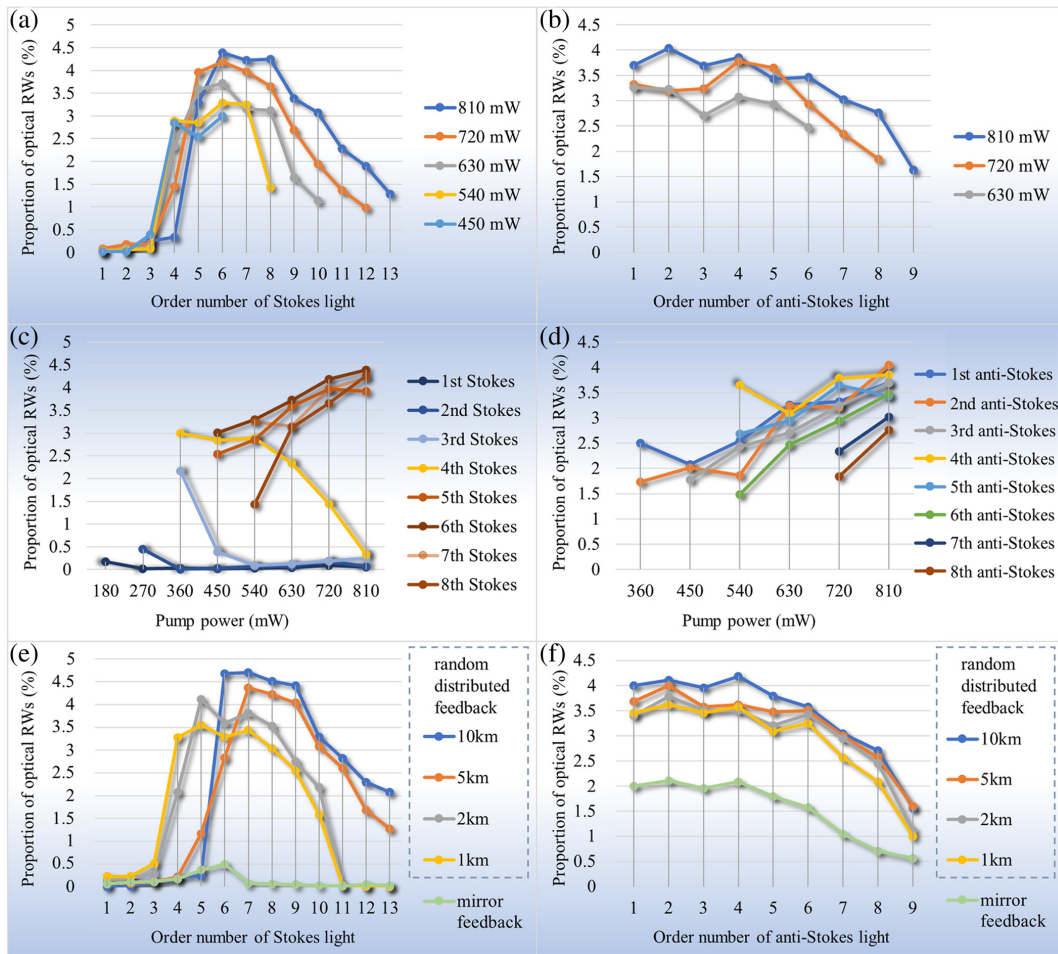 (a)
Proportion of optical RWs (%)
5
4.5
4
3.5
3
2.5
2
1.5
1
0.5
0
1 2 3 4 5 6 7 8 9 10 11 12 13
Order number of Stokes light
810 mW
720 mW
630 mW
540 mW
450 mW
(b)
Proportion of optical RWs (%)
4.5
4
3.5
3
2.5
2
1.5
1
0.5
0
1 2 3 4 5 6 7 8 9
Order number of anti-Stokes light
810 mW
720 mW
630 mW
(c)
Proportion of optical RWs (%)
5
4.5
4
3.5
3
2.5
2
1.5
1
0.5
0
180 270 360 450 540 630 720 810
Pump power (mW)
1st Stokes
2nd Stokes
3rd Stokes
4th Stokes
5th Stokes
6th Stokes
7th Stokes
8th Stokes
(d)
Proportion of optical RWs (%)
4.5
4
3.5
3
2.5
2
1.5
1
0.5
0
360 450 540 630 720 810
Pump power (mW)
1st anti-Stokes
2nd anti-Stokes
3rd anti-Stokes
4th anti-Stokes
5th anti-Stokes
6th anti-Stokes
7th anti-Stokes
8th anti-Stokes
(e)
Proportion of optical RWs (%)
5
4.5
4
3.5
3
2.5
2
1.5
1
0.5
0
1 2 3 4 5 6 7 8 9 10 11 12 13
Order number of Stokes light
random
distributed
feedback
10km
5km
2km
1km
mirror
feedback
(f)
Proportion of optical RWs (%)
4.5
4
3.5
3
2.5
2
1.5
1
0.5
0
1 2 3 4 5 6 7 8 9
Order number of anti-Stokes light
random
distributed
feedback
10km
5km
2km
1km
mirror
feedback